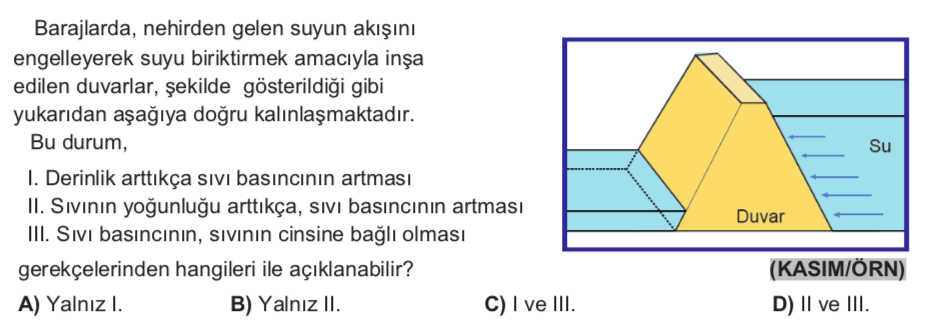 Barajlarda, nehirden gelen suyun akışını
engelleyerek suyu biriktirmek amacıyla inşa
edilen duvarlar, şekilde gösterildiği gibi
yukarıdan aşağıya doğru kalınlaşmaktadır.
Bu durum,
I. Derinlik arttıkça sıvı basıncının artması
II. Sıvının yoğunluğu arttıkça, sıvı basıncının artması
III. Sıvı basıncının, sıvının cinsine bağlı olması
gerekçelerinden hangileri ile açıklanabilir?
Su
Duvar
(KASIM/ÖRN)
A) Yalnız I. B) Yalnız II. C) I ve III. D) II ve III.